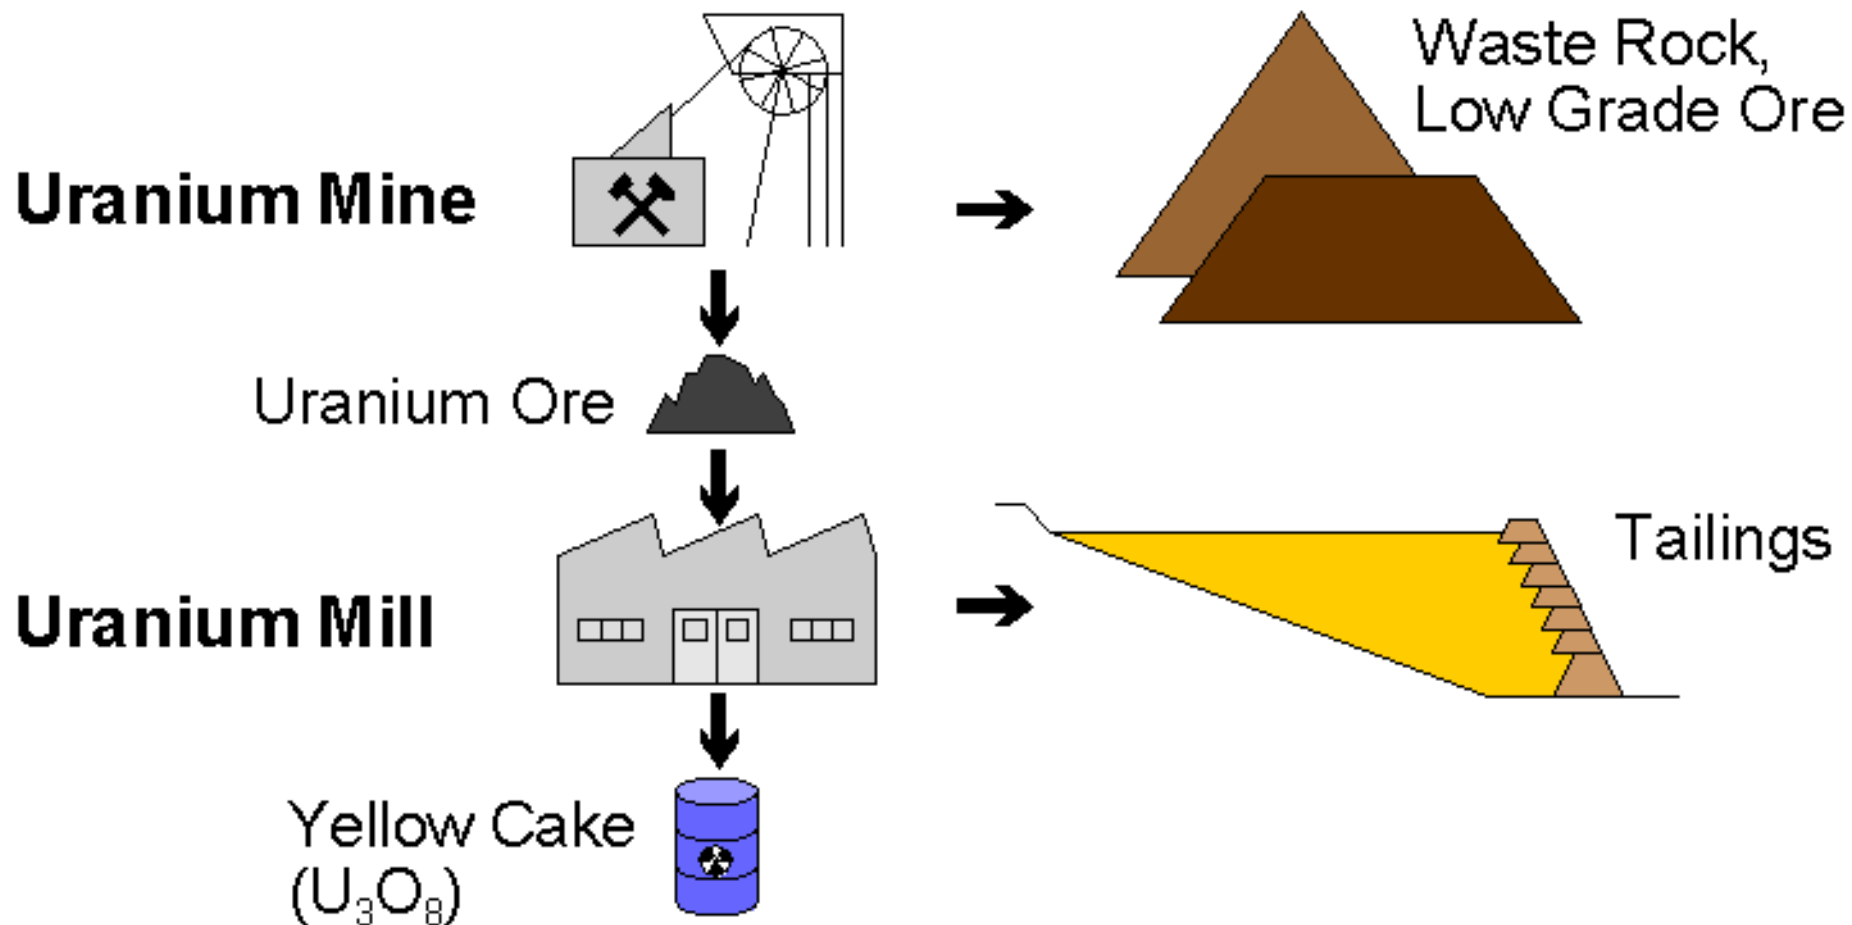 Waste Rock,
Low Grade Ore
Uranium Mine
Uranium Ore
Tailings
Uranium Mill
Yellow Cake
(U₃O₈)